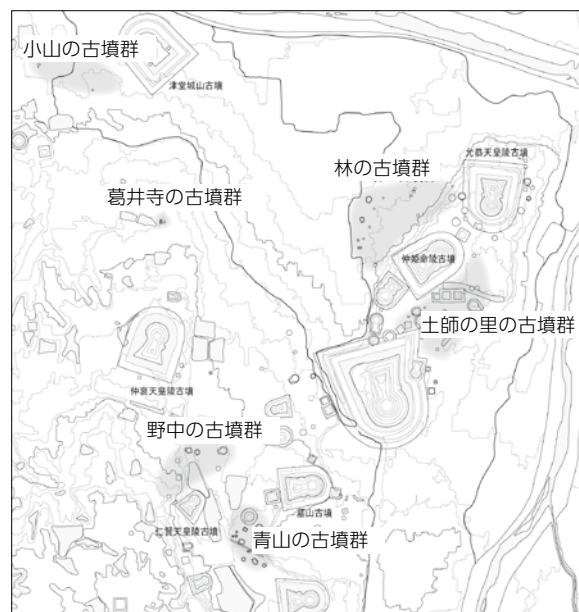 小山の古墳群
津堂城山古墳
林の古墳群
允恭天皇陵古墳
葛井寺の古墳群
仲姫命陵古墳
土師の里の古墳群
仲哀天皇陵古墳
野中の古墳群
墓山古墳
仁賢天皇陵古墳
青山の古墳群